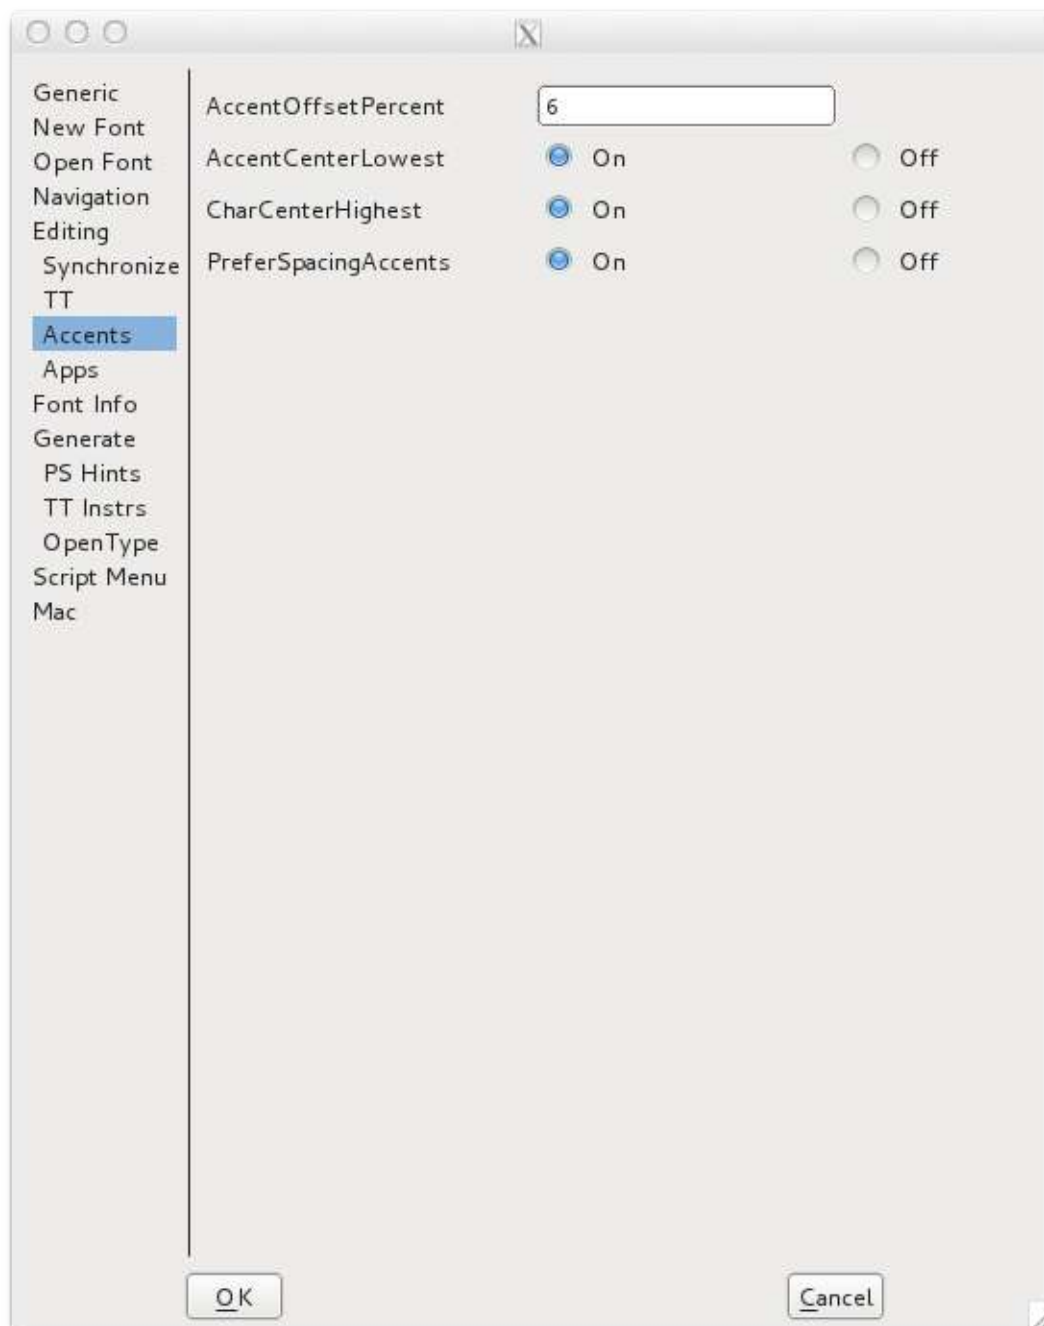 X
Generic
New Font
Open Font
Navigation
Editing
Synchronize
TT
Accents
Apps
Font Info
Generate
PS Hints
TT Instrs
OpenType
Script Menu
Mac
AccentOffsetPercent 6
AccentCenterLowest On Off
CharCenterHighest On Off
PreferSpacingAccents On Off
OK Cancel